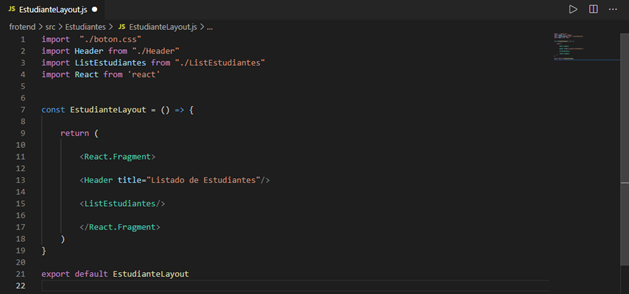 JS EstudianteLayout.js
frotend > src > Estudiantes > JS EstudianteLayout.js > ...
1 import  "./boton.css"
2 import Header from "./Header"
3 import ListEstudiantes from "./ListEstudiantes"
4 import React from 'react'
5
6
7 const EstudianteLayout = () => {
8
9     return (
10
11         <React.Fragment>
12
13         <Header title="Listado de Estudiantes"/>
14
15         <ListEstudiantes/>
16
17         </React.Fragment>
18     )
19 }
20
21 export default EstudianteLayout
22